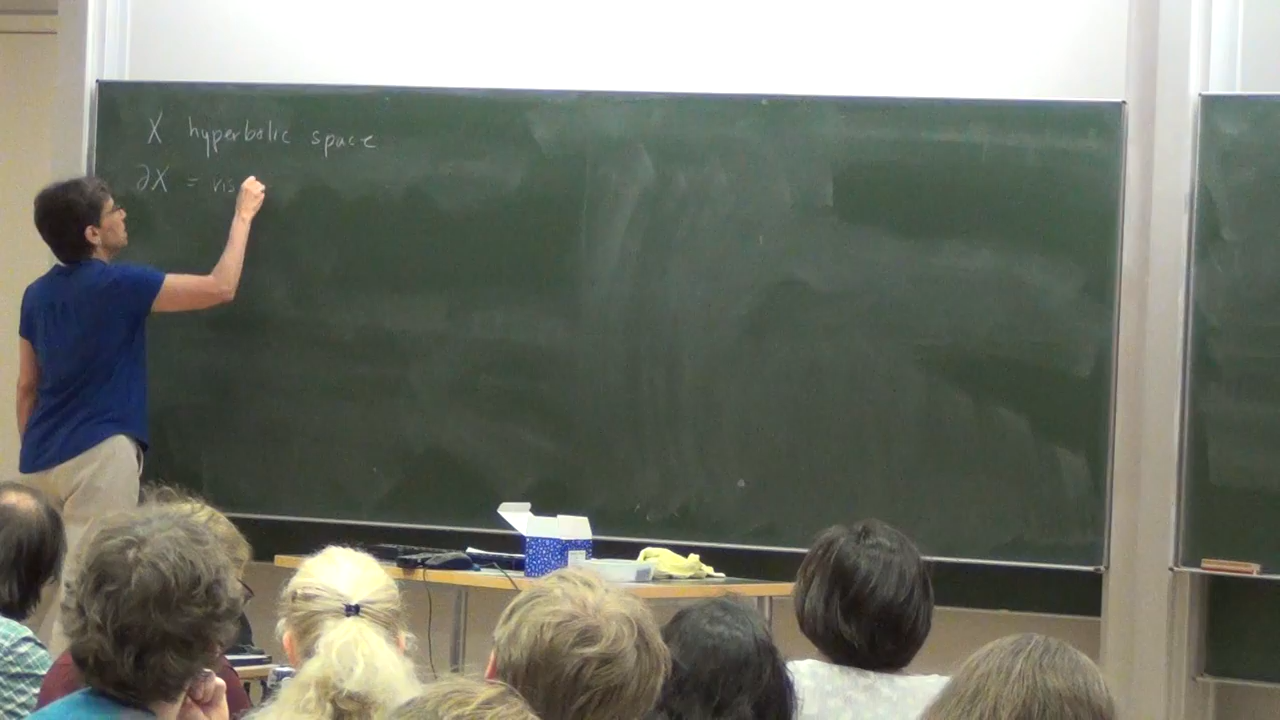 X hyperbolic space
∂X = vis